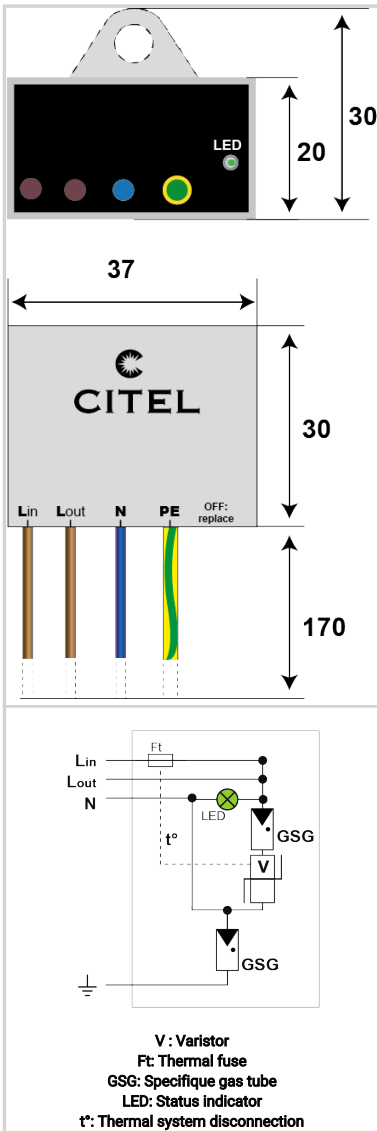 30
20
LED
37
CITEL
30
Lin Lout N PE OFF: replace
170
Ft
Lin
Lout
N
LED
GSG
t°
V
GSG
V : Varistor
Ft: Thermal fuse
GSG: Specifique gas tube
LED: Status indicator
t°: Thermal system disconnection